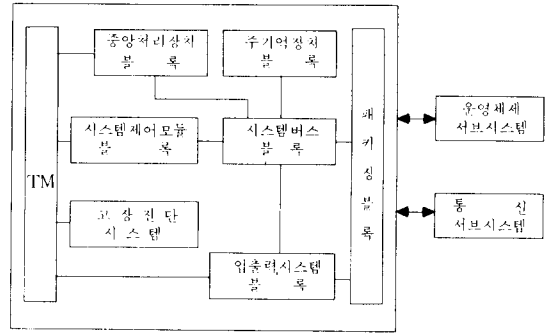 중앙처리장치
블 록
주기억장치
블 록
시스템제어모듈
블 록
시스템버스
블 록
TM
고 장 진 단
시 스 템
입출력시스템
블 록
패
키
징
블
록
운영체제
서브시스템
통 신
서브시스템